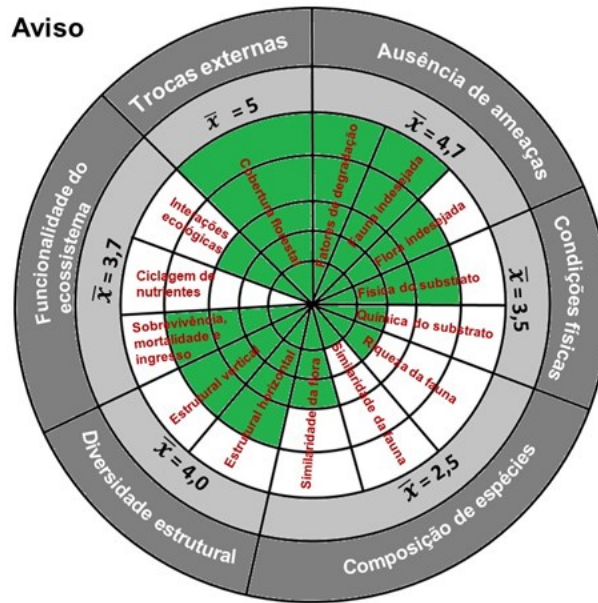 Aviso
Trocas externas
Ausência de ameaças
Condições físicas
Composição de espécies
Diversidade estrutural
Funcionalidade do
ecossistema
x̅ = 5
x̅ = 4,7
x̅ = 3,5
x̅ = 2,5
x̅ = 4,0
x̅ = 3,7
Cobertura florestal
Fatores de degradação
Fauna indesejada
Flora indesejada
Física do substrato
Química do substrato
Riqueza da fauna
Similaridade da fauna
Similaridade da flora
Estrutural horizontal
Estrutural vertical
Sobrevivência,
mortalidade e
ingresso
Ciclagem de
nutrientes
Interações
ecológicas